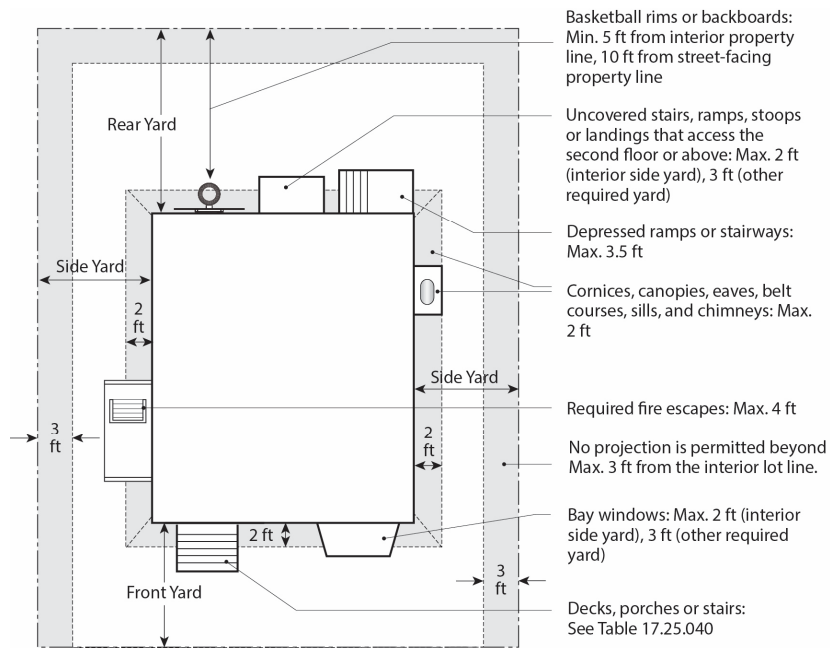 Basketball rims or backboards:
Min. 5 ft from interior property
line, 10 ft from street-facing
property line
Rear Yard
Uncovered stairs, ramps, stoops
or landings that access the
second floor or above: Max. 2 ft
(interior side yard), 3 ft (other
required yard)
Depressed ramps or stairways:
Max. 3.5 ft
Side Yard
Cornices, canopies, eaves, belt
courses, sills, and chimneys: Max.
2 ft
2
ft
Side Yard
Required fire escapes: Max. 4 ft
3
ft
2
ft
No projection is permitted beyond
Max. 3 ft from the interior lot line.
Bay windows: Max. 2 ft (interior
side yard), 3 ft (other required
yard)
2 ft
3
ft
Front Yard
Decks, porches or stairs:
See Table 17.25.040